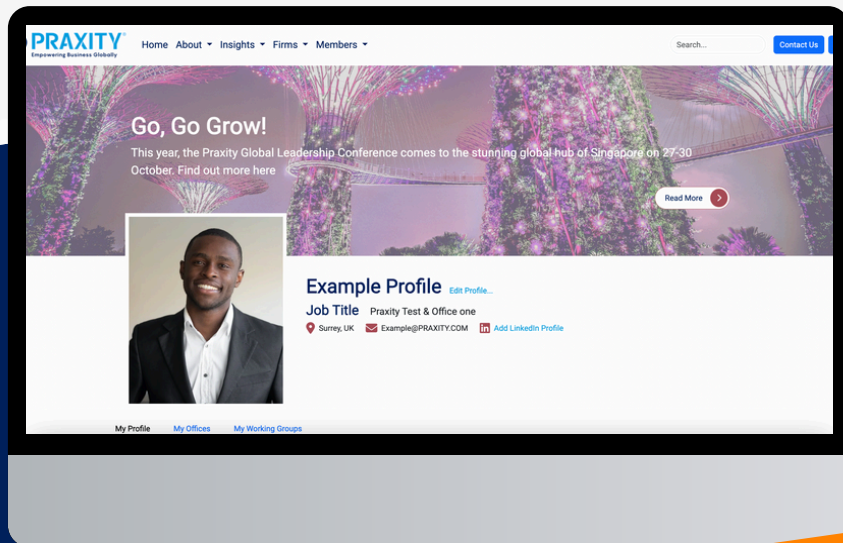 PRAXITY
Empowering Business Globally
Home About Insights Firms Members
Search...
Contact Us
Go, Go Grow!
This year, the Praxity Global Leadership Conference comes to the stunning global hub of Singapore on 27-30
October. Find out more here
Read More
Example Profile Edit Profile...
Job Title Praxity Test & Office one
Surrey, UK Example@PRAXITY.COM in Add LinkedIn Profile
My Profile My Offices My Working Groups